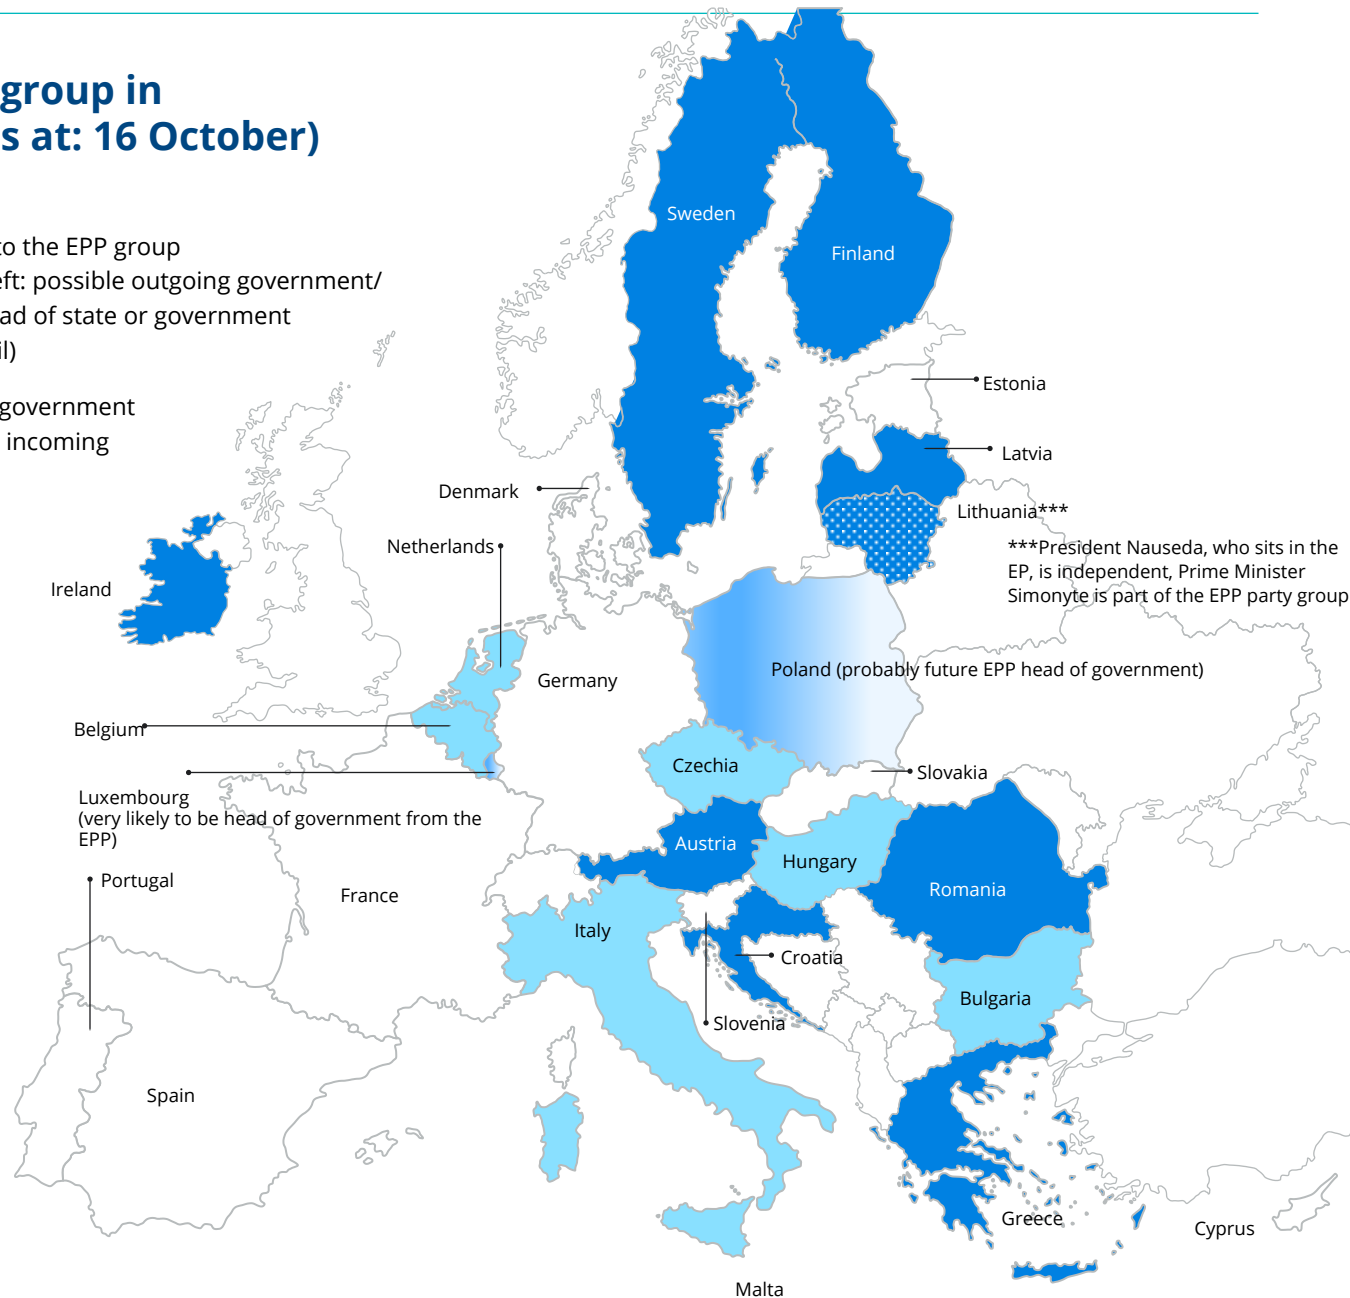 group in
s at: 16 October)
to the EPP group
eft: possible outgoing government/
ad of state or government
il)
government
incoming
Sweden
Finland
Estonia
Latvia
Denmark
Lithuania***
Netherlands
***President Nauseda, who sits in the
EP, is independent, Prime Minister
Simonyte is part of the EPP party group
Ireland
Poland (probably future EPP head of government)
Germany
Belgium
Czechia
Slovakia
Luxembourg
(very likely to be head of government from the
EPP)
Austria
Hungary
Portugal
France
Romania
Italy
Croatia
Bulgaria
Slovenia
Spain
Greece
Cyprus
Malta